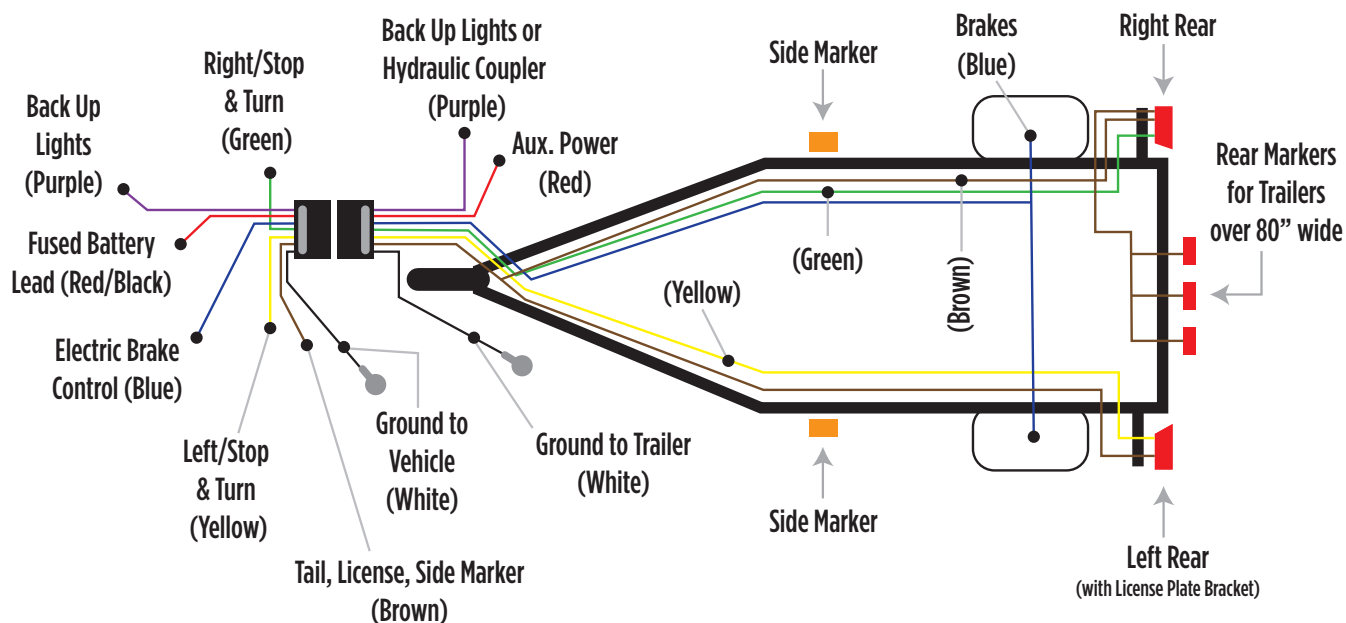 Back Up Lights or
Hydraulic Coupler
(Purple)
Right/Stop
& Turn
(Green)
Back Up
Lights
(Purple)
Aux. Power
(Red)
Fused Battery
Lead (Red/Black)
Electric Brake
Control (Blue)
Left/Stop
& Turn
(Yellow)
Tail, License, Side Marker
(Brown)
Ground to
Vehicle
(White)
Ground to Trailer
(White)
Side Marker
Brakes
(Blue)
Right Rear
Rear Markers
for Trailers
over 80” wide
(Green)
(Brown)
(Yellow)
Side Marker
Left Rear
(with License Plate Bracket)